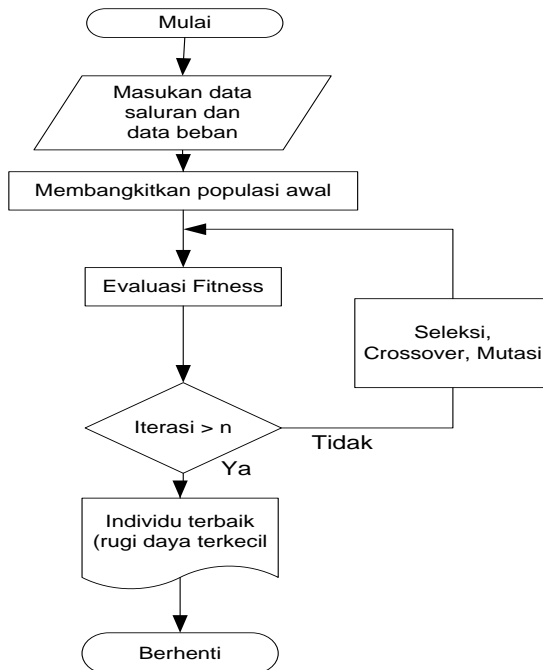 Mulai
Masukan data
saluran dan
data beban
Membangkitkan populasi awal
Evaluasi Fitness
Seleksi,
Crossover, Mutasi
Iterasi > n
Tidak
Ya
Individu terbaik
(rugi daya terkecil
Berhenti